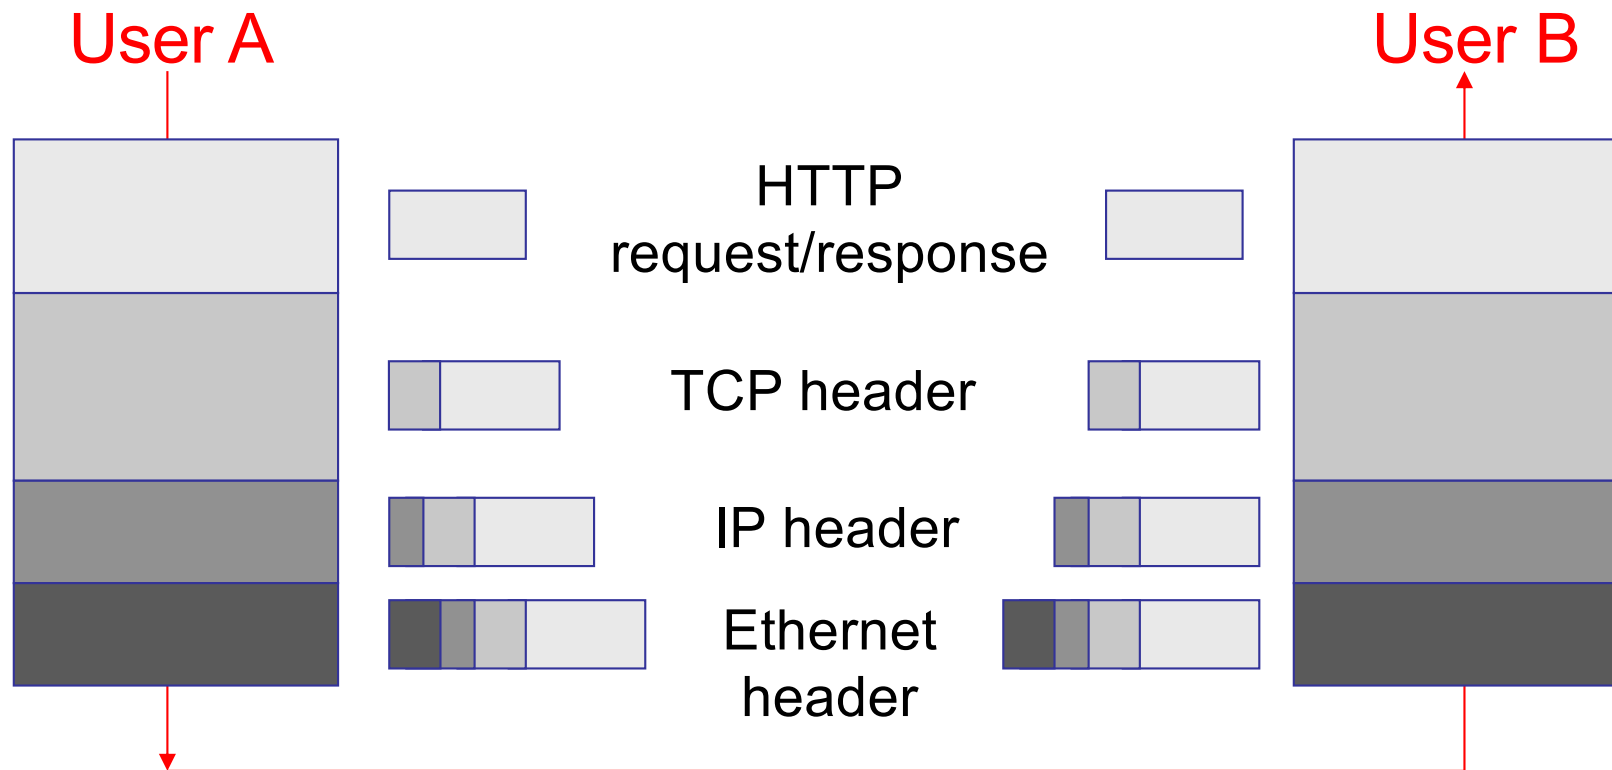 User A
User B
HTTP
request/response
TCP header
IP header
Ethernet
header